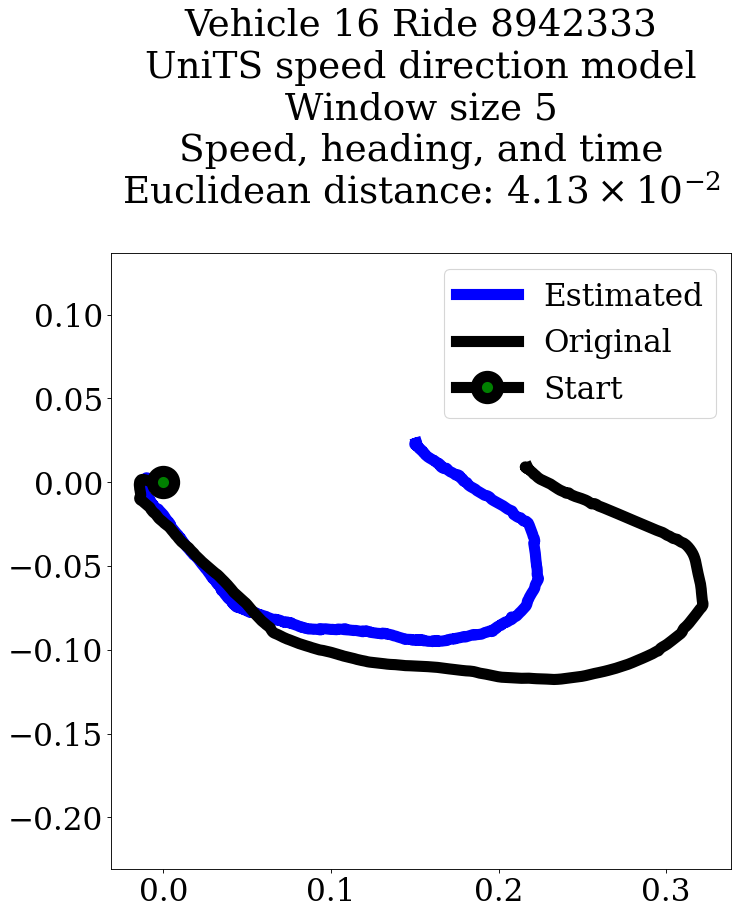 Vehicle 16 Ride 8942333
UniTS speed direction model
Window size 5
Speed, heading, and time
Euclidean distance: 4.13 × 10⁻²
Estimated
Original
Start
0.10
0.05
0.00
−0.05
−0.10
−0.15
−0.20
0.0 0.1 0.2 0.3